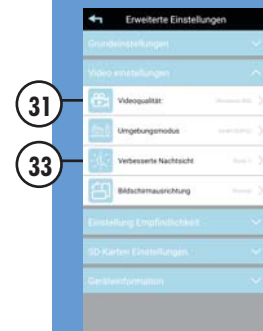 Erweiterte Einstellungen
Grundeinstellungen
Video einstellungen
31
Videoqualität:
Umgebungsmodus
33
Verbesserte Nachtsicht
Bildschirmausrichtung
Einstellung Empfindlichkeit
SD-Karten Einstellungen
Geräteinformation